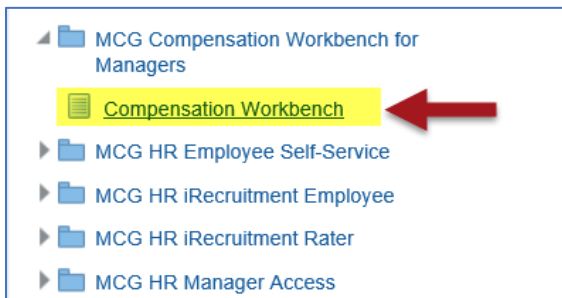 MCG Compensation Workbench for
Managers
Compensation Workbench
MCG HR Employee Self-Service
MCG HR iRecruitment Employee
MCG HR iRecruitment Rater
MCG HR Manager Access